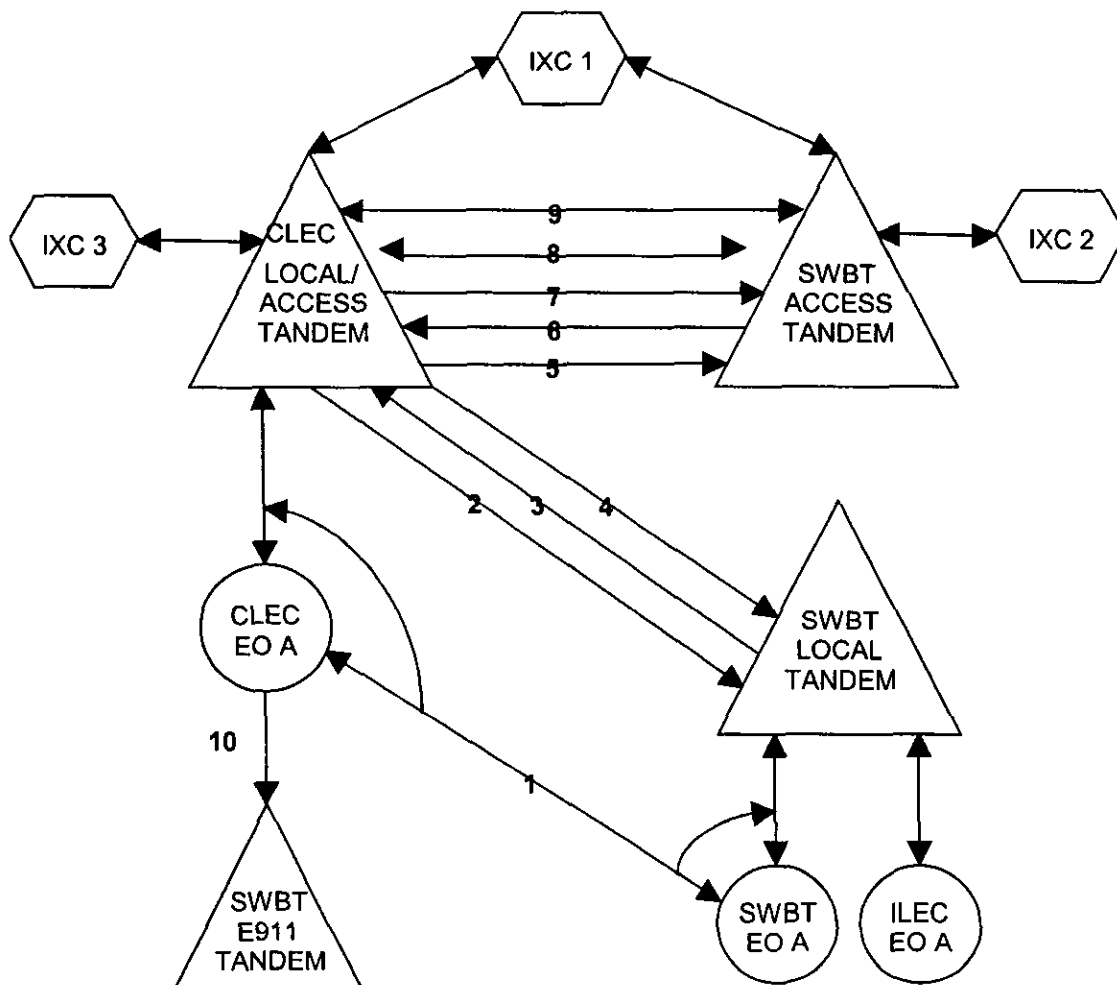 IXC 1
IXC 3
IXC 2
CLEC
LOCAL/
ACCESS
TANDEM
9
8
7
6
5
SWBT
ACCESS
TANDEM
2
3
4
CLEC
EO A
SWBT
LOCAL
TANDEM
10
1
SWBT
E911
TANDEM
SWBT
EO A
ILEC
EO A